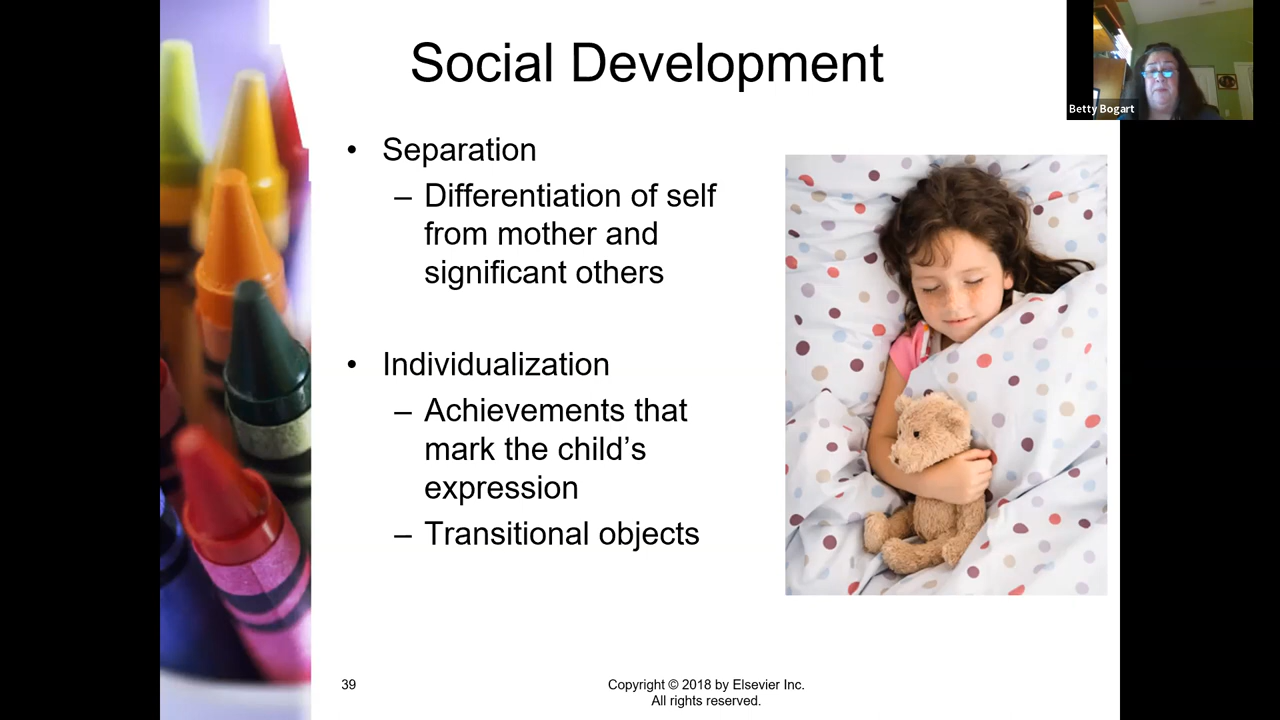 Social Development
Betty Bogart
• Separation
– Differentiation of self
from mother and
significant others
• Individualization
– Achievements that
mark the child’s
expression
– Transitional objects
39
Copyright © 2018 by Elsevier Inc.
All rights reserved.